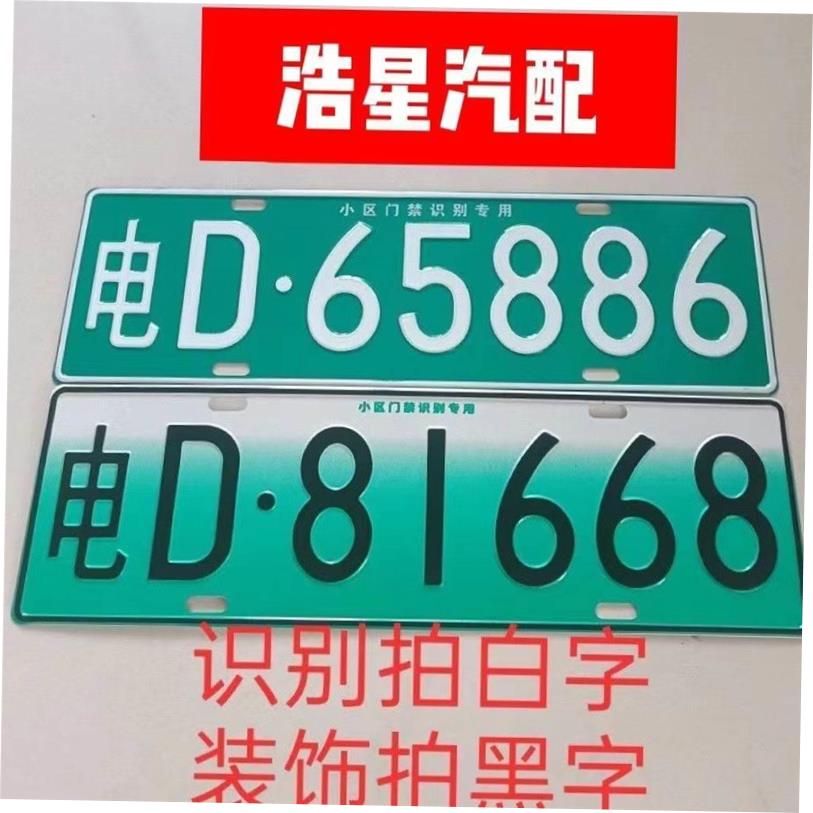 浩星汽配
小区门禁识别专用
电D·65886
小区门禁识别专用
电D·81668
识别拍白字
装饰拍黑字